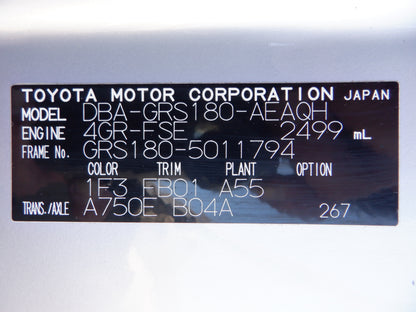 TOYOTA MOTOR CORPORATION JAPAN
MODEL DBA-GRS180-AEAQH
ENGINE 4GR-FSE 2499 mL
FRAME No. GRS180-5011794
COLOR TRIM PLANT OPTION
1F3 FB01 A55
TRANS./AXLE A750E B04A 267